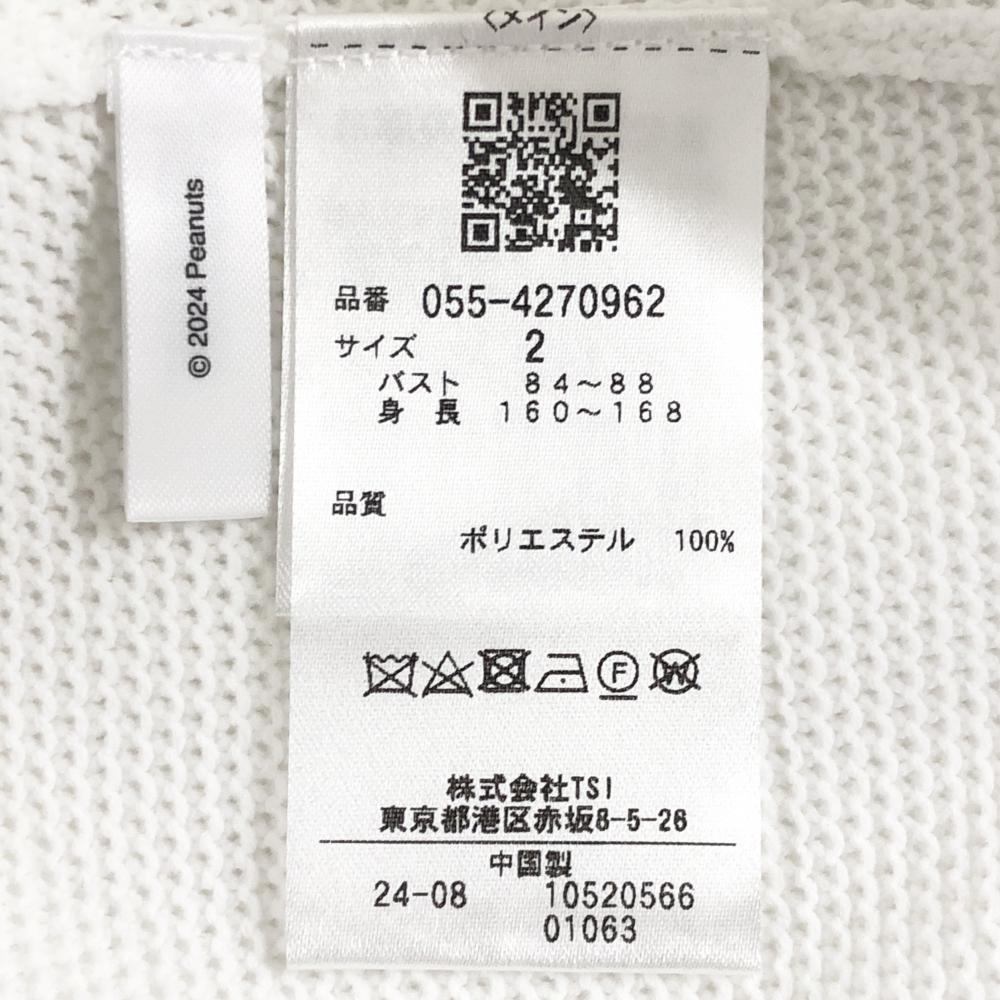 〈メイン〉
© 2024 Peanuts
品番 055-4270962
サイズ 2
バスト 84～88
身長 160～168
品質
ポリエステル 100%
F
W
株式会社TSI
東京都港区赤坂8-5-26
中国製
24-08 10520566
01063